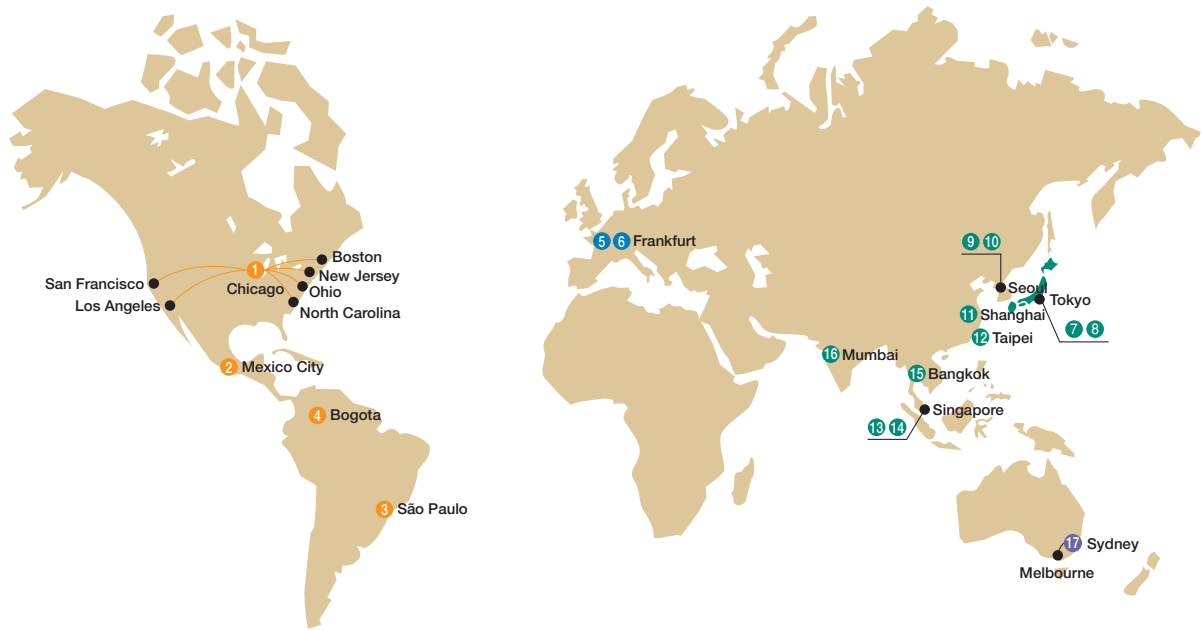 Boston
1
New Jersey
San Francisco
Chicago
Ohio
Los Angeles
North Carolina
2 Mexico City
4 Bogota
3 São Paulo
5 6 Frankfurt
9 10
Seoul
Tokyo
11 Shanghai
7 8
12 Taipei
16 Mumbai
15 Bangkok
Singapore
13 14
17 Sydney
Melbourne